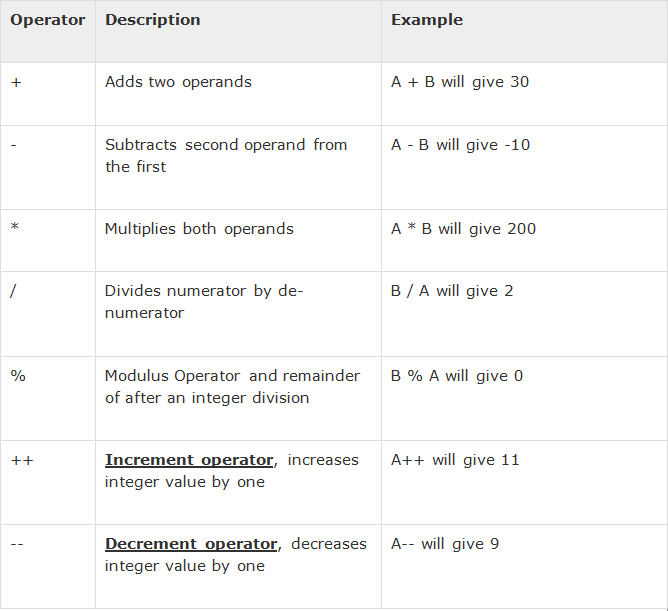 Operator Description Example
+ Adds two operands A + B will give 30
- Subtracts second operand from A - B will give -10
the first
* Multiplies both operands A * B will give 200
/ Divides numerator by de- B / A will give 2
numerator
% Modulus Operator and remainder B % A will give 0
of after an integer division
++ Increment operator, increases A++ will give 11
integer value by one
-- Decrement operator, decreases A-- will give 9
integer value by one